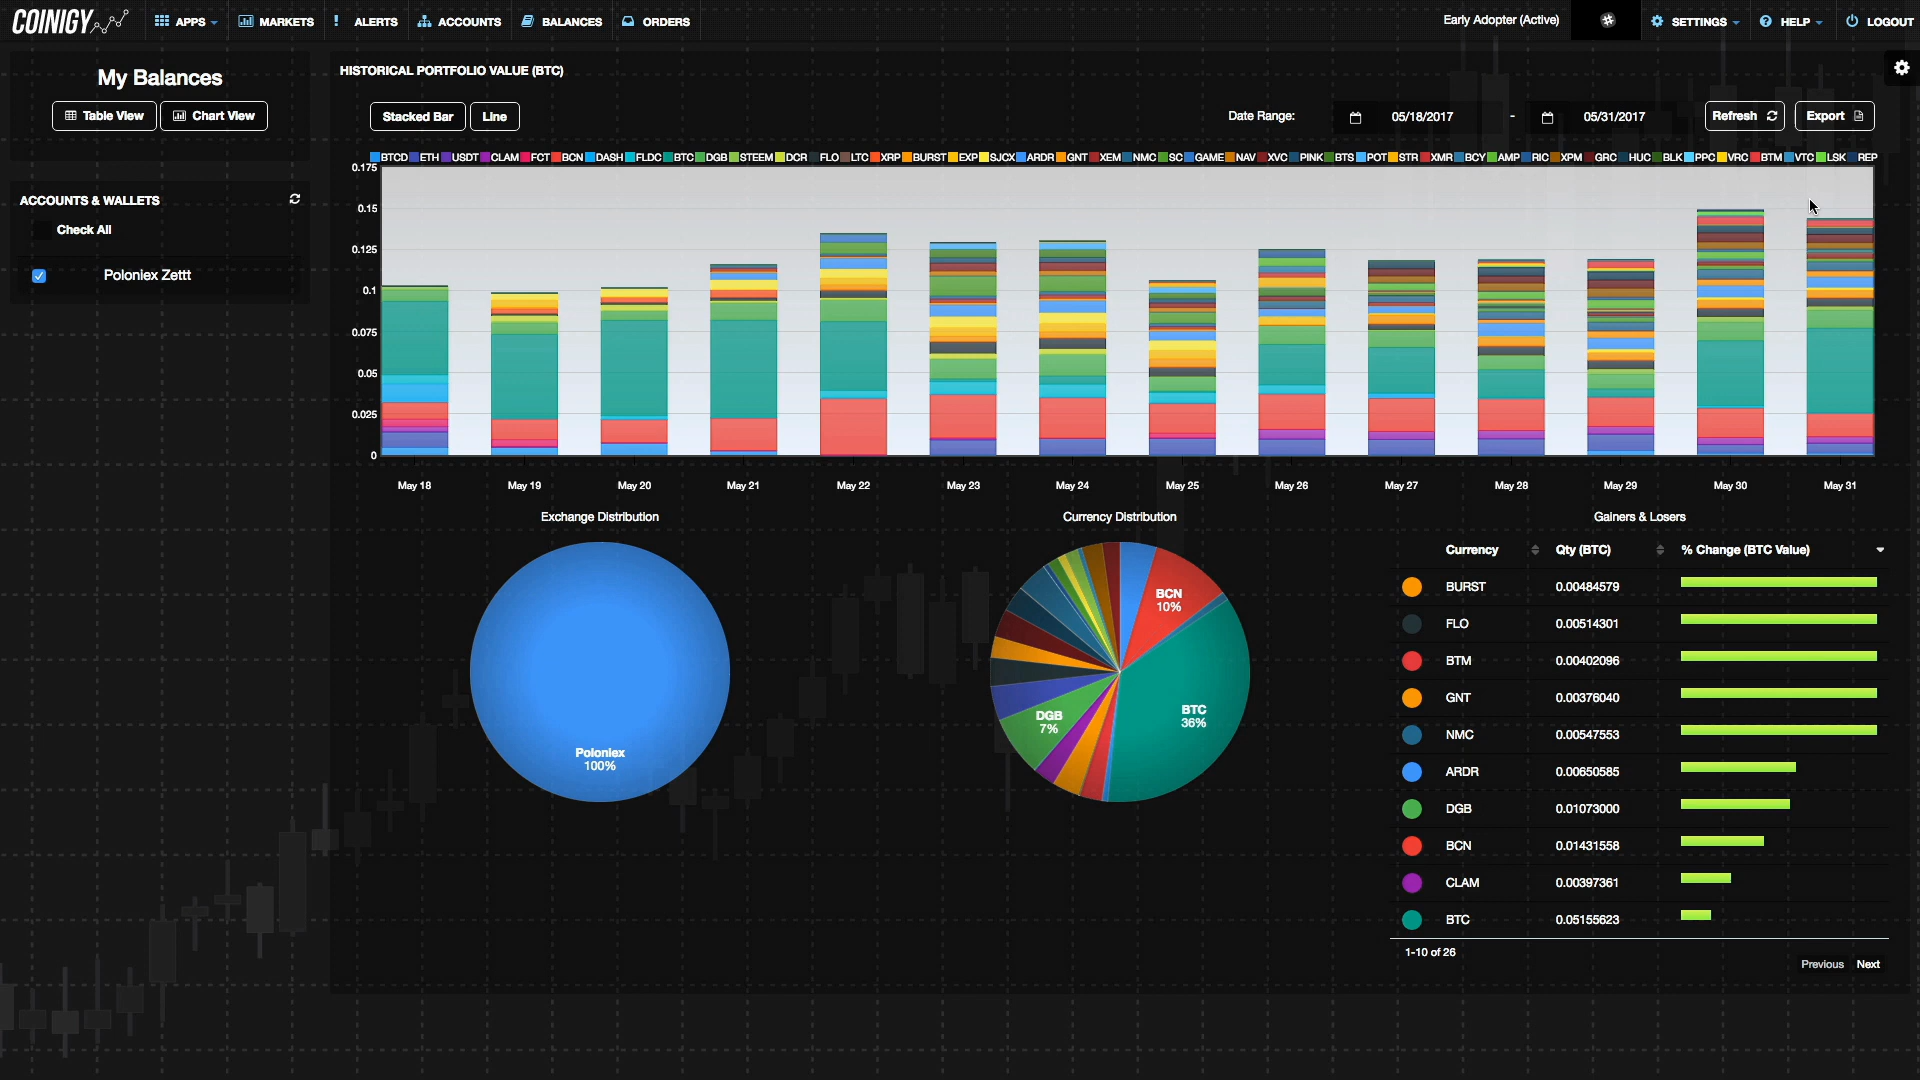 COINIGY APPS MARKETS ! ALERTS ACCOUNTS BALANCES ORDERS Early Adopter (Active) SETTINGS ? HELP LOGOUT
My Balances
Table View Chart View
ACCOUNTS & WALLETS
Check All
Poloniex Zettt
HISTORICAL PORTFOLIO VALUE (BTC)
Stacked Bar Line Date Range: 05/18/2017 - 05/31/2017 Refresh Export
BTCD ETH USDT CLAM FCT BCN DASH FLDC BTC DGB STEEM DCR FLO LTC XRP BURST EXP SJCX ARDR GNT XEM NMC SC GAME NAV XVC PINK BTS POT STR XMR BCY AMP RIC XPM GRC HUC BLK PPC VRC BTM VTC LSK REP
0.175
0.15
0.125
0.1
0.075
0.05
0.025
0
May 18 May 19 May 20 May 21 May 22 May 23 May 24 May 25 May 26 May 27 May 28 May 29 May 30 May 31
Exchange Distribution
Poloniex
100%
Currency Distribution
BCN
10%
BTC
36%
DGB
7%
Gainers & Losers
Currency Qty (BTC) % Change (BTC Value)
BURST 0.00484579
FLO 0.00514301
BTM 0.00402096
GNT 0.00376040
NMC 0.00547553
ARDR 0.00650585
DGB 0.01073000
BCN 0.01431558
CLAM 0.00397361
BTC 0.05155623
1-10 of 26
Previous Next